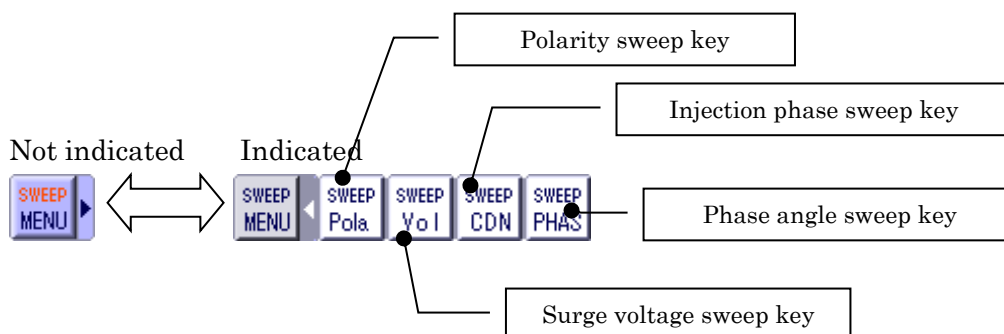 Polarity sweep key
Injection phase sweep key
Not indicated
Indicated
SWEEP
MENU
SWEEP
MENU
SWEEP
Pola
SWEEP
Vol
SWEEP
CDN
SWEEP
PHAS
Phase angle sweep key
Surge voltage sweep key